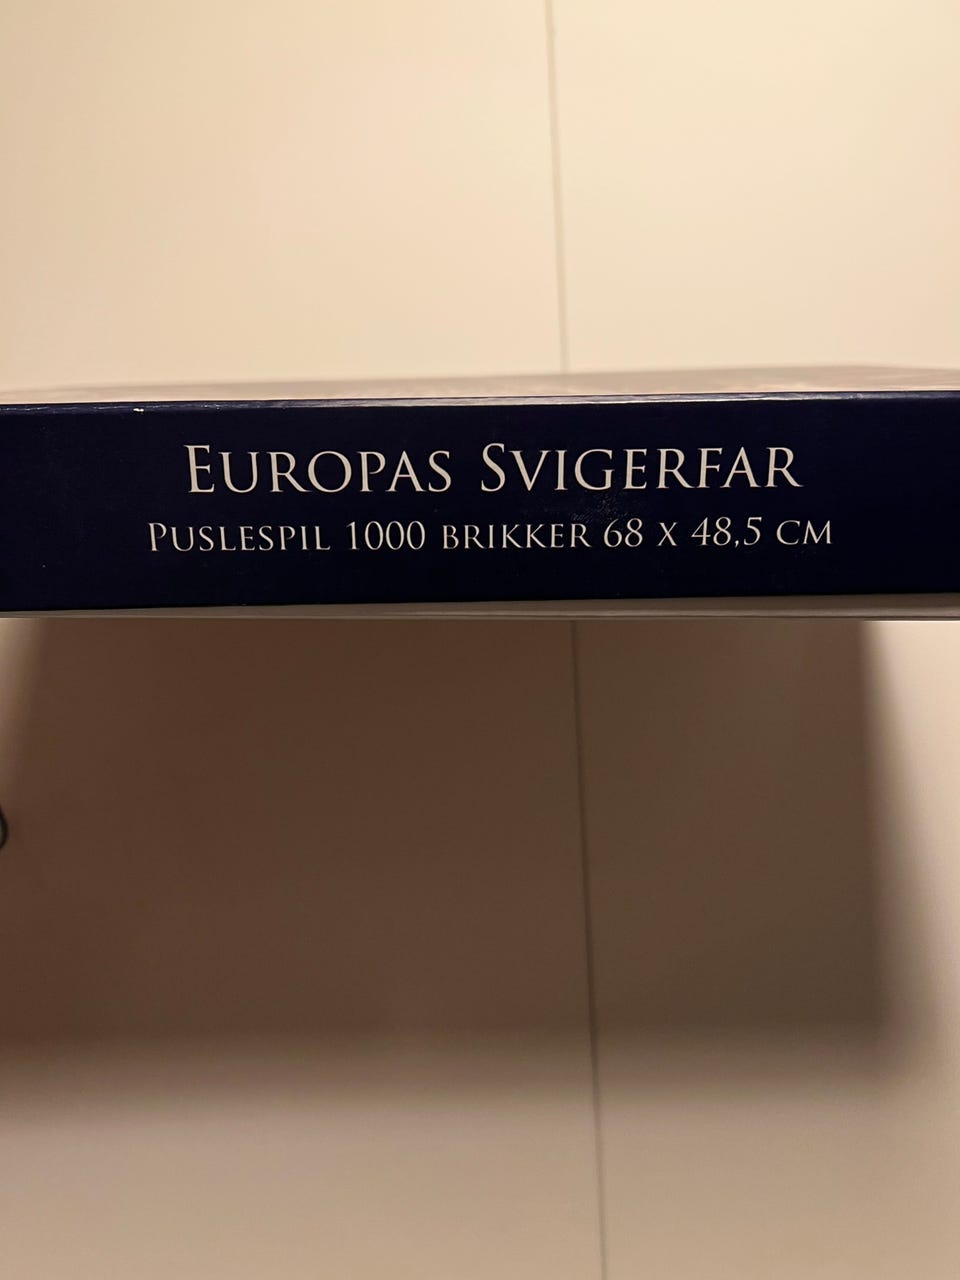 Europas Svigerfar
Puslespil 1000 brikker 68 x 48,5 cm